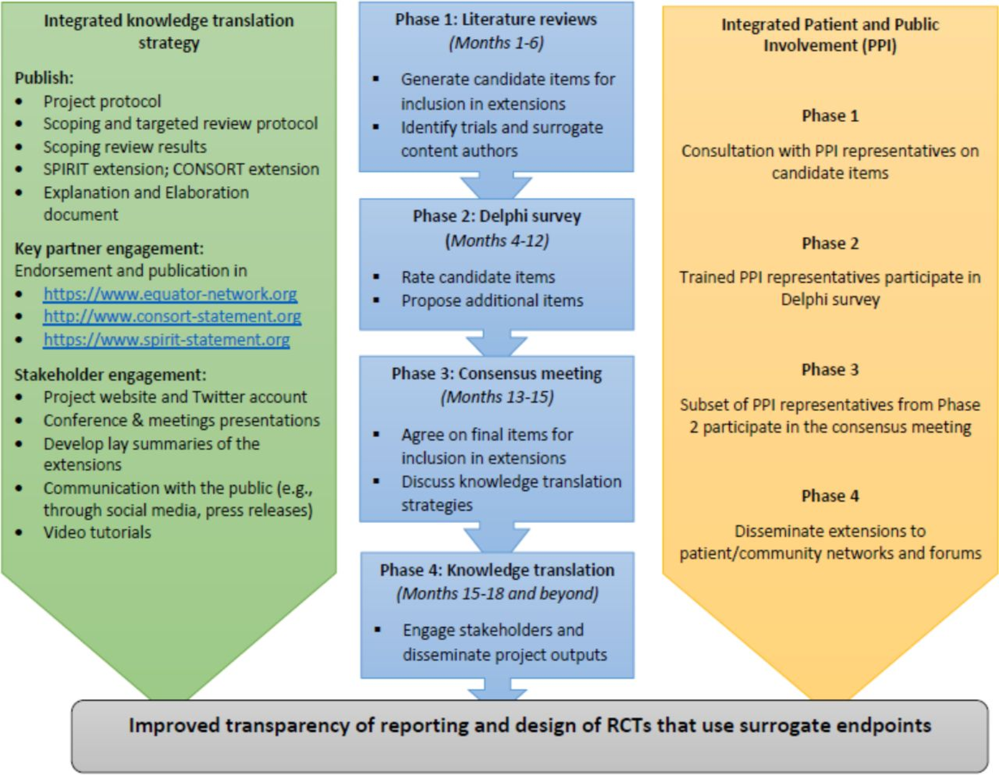 Integrated knowledge translation
strategy
Publish:
• Project protocol
• Scoping and targeted review protocol
• Scoping review results
• SPIRIT extension; CONSORT extension
• Explanation and Elaboration
document
Key partner engagement:
Endorsement and publication in
• https://www.equator-network.org
• http://www.consort-statement.org
• https://www.spirit-statement.org
Stakeholder engagement:
• Project website and Twitter account
• Conference & meetings presentations
• Develop lay summaries of the
extensions
• Communication with the public (e.g.,
through social media, press releases)
• Video tutorials
Phase 1: Literature reviews
(Months 1-6)
▪ Generate candidate items for
inclusion in extensions
▪ Identify trials and surrogate
content authors
Phase 2: Delphi survey
(Months 4-12)
▪ Rate candidate items
▪ Propose additional items
Phase 3: Consensus meeting
(Months 13-15)
▪ Agree on final items for
inclusion in extensions
▪ Discuss knowledge translation
strategies
Phase 4: Knowledge translation
(Months 15-18 and beyond)
▪ Engage stakeholders and
disseminate project outputs
Integrated Patient and Public
Involvement (PPI)
Phase 1
Consultation with PPI representatives on
candidate items
Phase 2
Trained PPI representatives participate in
Delphi survey
Phase 3
Subset of PPI representatives from Phase
2 participate in the consensus meeting
Phase 4
Disseminate extensions to
patient/community networks and forums
Improved transparency of reporting and design of RCTs that use surrogate endpoints